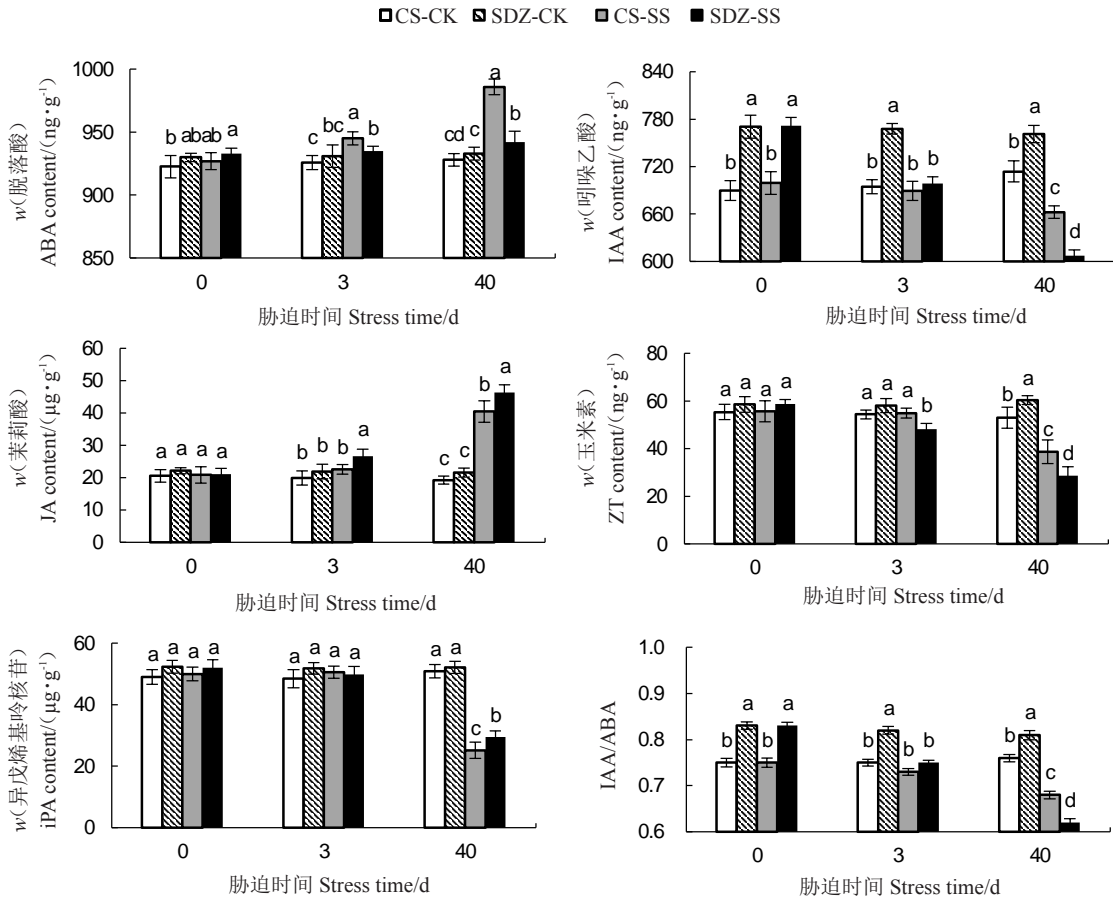 CS-CK SDZ-CK CS-SS SDZ-SS
w(脱落酸)
ABA content/(ng·g-1)
1000
950
900
850
b ab ab a
c bc a b
cd c a b
0 3 40
胁迫时间 Stress time/d
w(吲哚乙酸)
IAA content/(ng·g-1)
840
780
720
660
600
b a b a
b a b b
b a c d
0 3 40
胁迫时间 Stress time/d
w(茉莉酸)
JA content/(μg·g-1)
60
50
40
30
20
10
0
a a a a
b b b a
c c b a
0 3 40
胁迫时间 Stress time/d
w(玉米素)
ZT content/(ng·g-1)
80
60
40
20
0
a a a a
a a a b
b a c d
0 3 40
胁迫时间 Stress time/d
w(异戊烯基呤核苷)
iPA content/(μg·g-1)
60
40
20
0
a a a a
a a a a
a a c b
0 3 40
胁迫时间 Stress time/d
IAA/ABA
1.0
0.9
0.8
0.7
0.6
b a b a
b a b b
b a c d
0 3 40
胁迫时间 Stress time/d